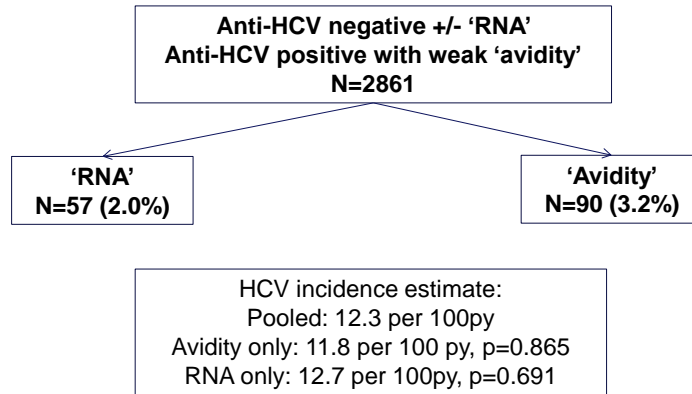 Anti-HCV negative +/- ‘RNA’
Anti-HCV positive with weak ‘avidity’
N=2861
‘RNA’
N=57 (2.0%)
‘Avidity’
N=90 (3.2%)
HCV incidence estimate:
Pooled: 12.3 per 100py
Avidity only: 11.8 per 100 py, p=0.865
RNA only: 12.7 per 100py, p=0.691